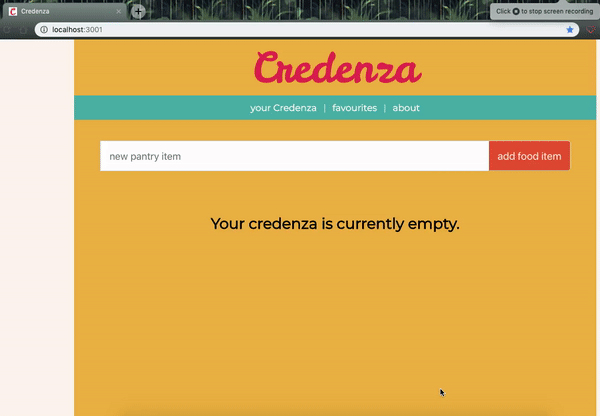 Credenza
Click to stop screen recording
localhost:3001
Credenza
your Credenza | favourites | about
new pantry item
add food item
Your credenza is currently empty.